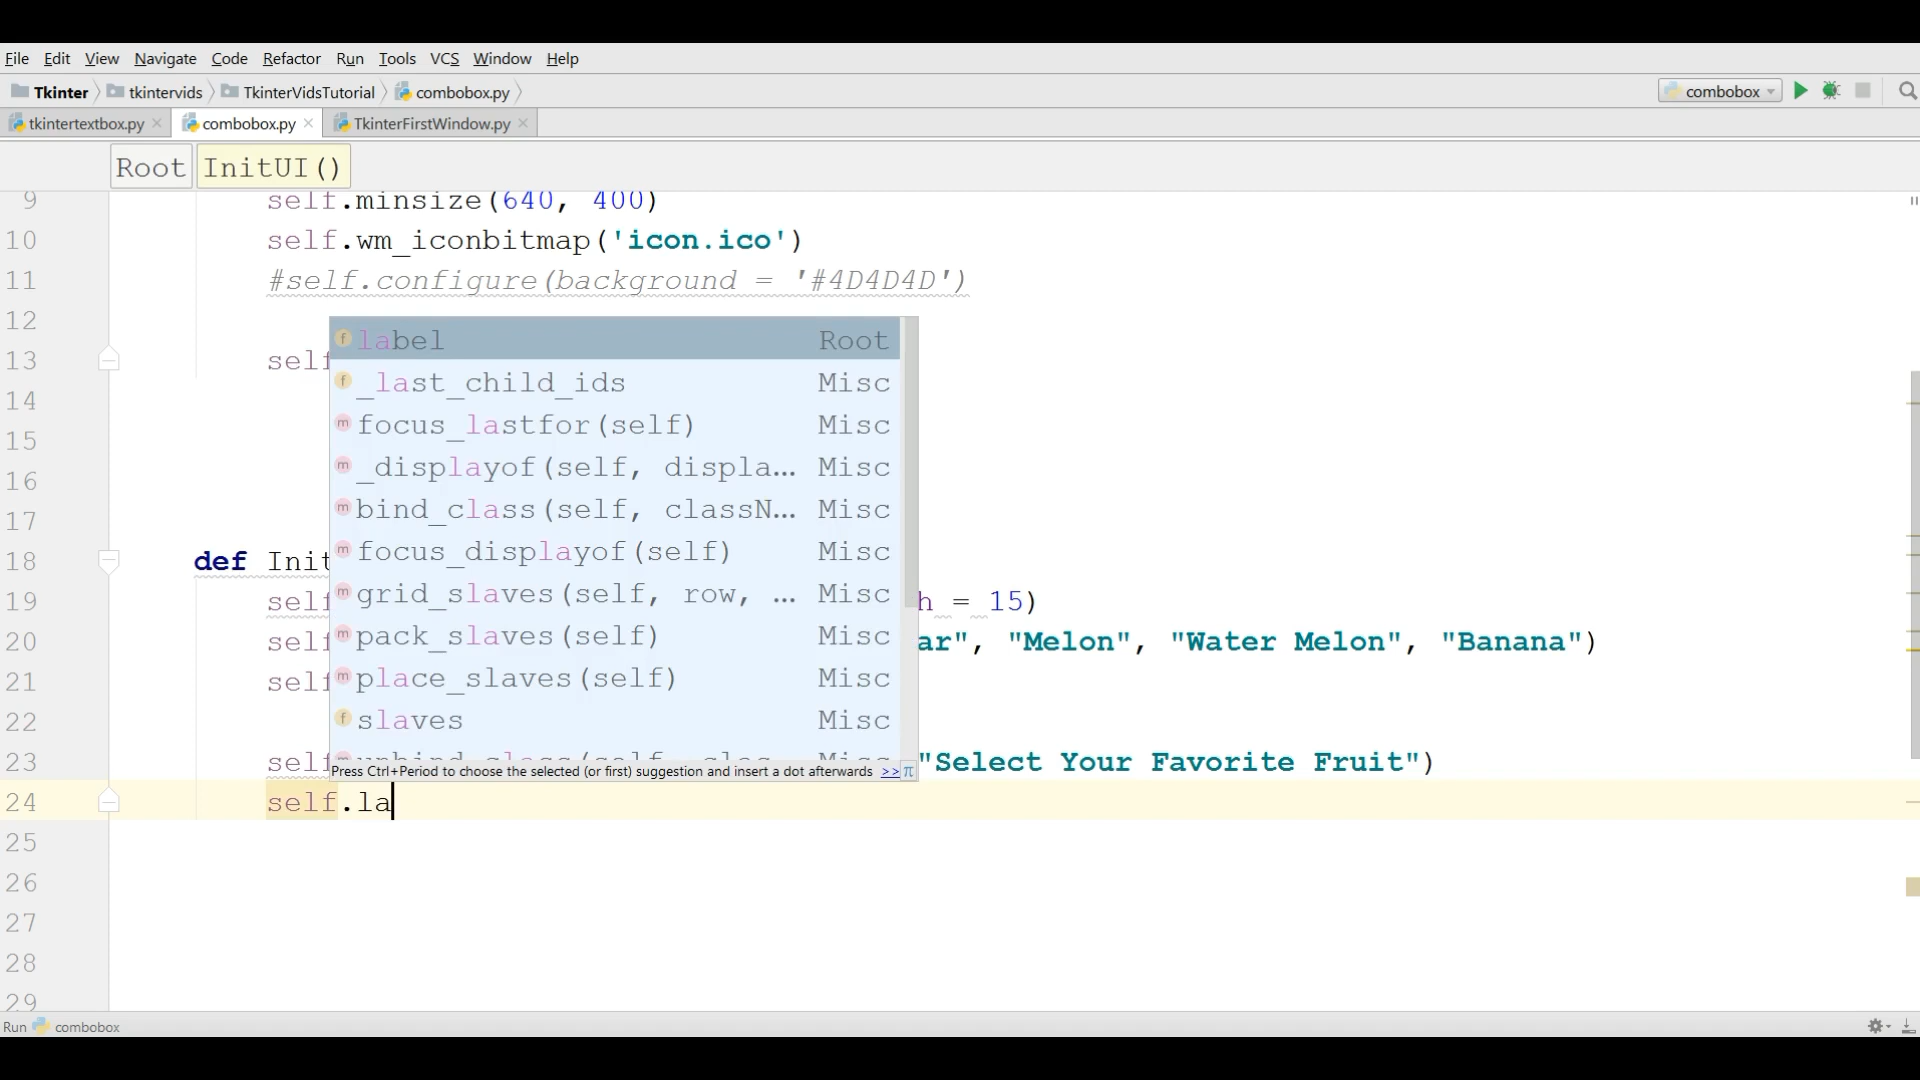 File Edit View Navigate Code Refactor Run Tools VCS Window Help
Tkinter tkintervids TkinterVidsTutorial combobox.py combobox
tkintertextbox.py combobox.py TkinterFirstWindow.py
Root InitUI()
9 self.minsize(640, 400)
10 self.wm_iconbitmap('icon.ico')
11 #self.configure(background = '#4D4D4D')
12
label Root
13 self
_last_child_ids Misc
14
focus_lastfor(self) Misc
15
_displayof(self, displa... Misc
16
bind_class(self, classN... Misc
17
focus_displayof(self) Misc
18 def Init
grid_slaves(self, row, ... Misc
19 self h = 15)
pack_slaves(self) Misc
20 self ar", "Melon", "Water Melon", "Banana")
place_slaves(self) Misc
21 self
slaves Misc
22
23 self "Select Your Favorite Fruit")
Press Ctrl+Period to choose the selected (or first) suggestion and insert a dot afterwards >> π
24 self.la
25
26
27
28
29
Run combobox